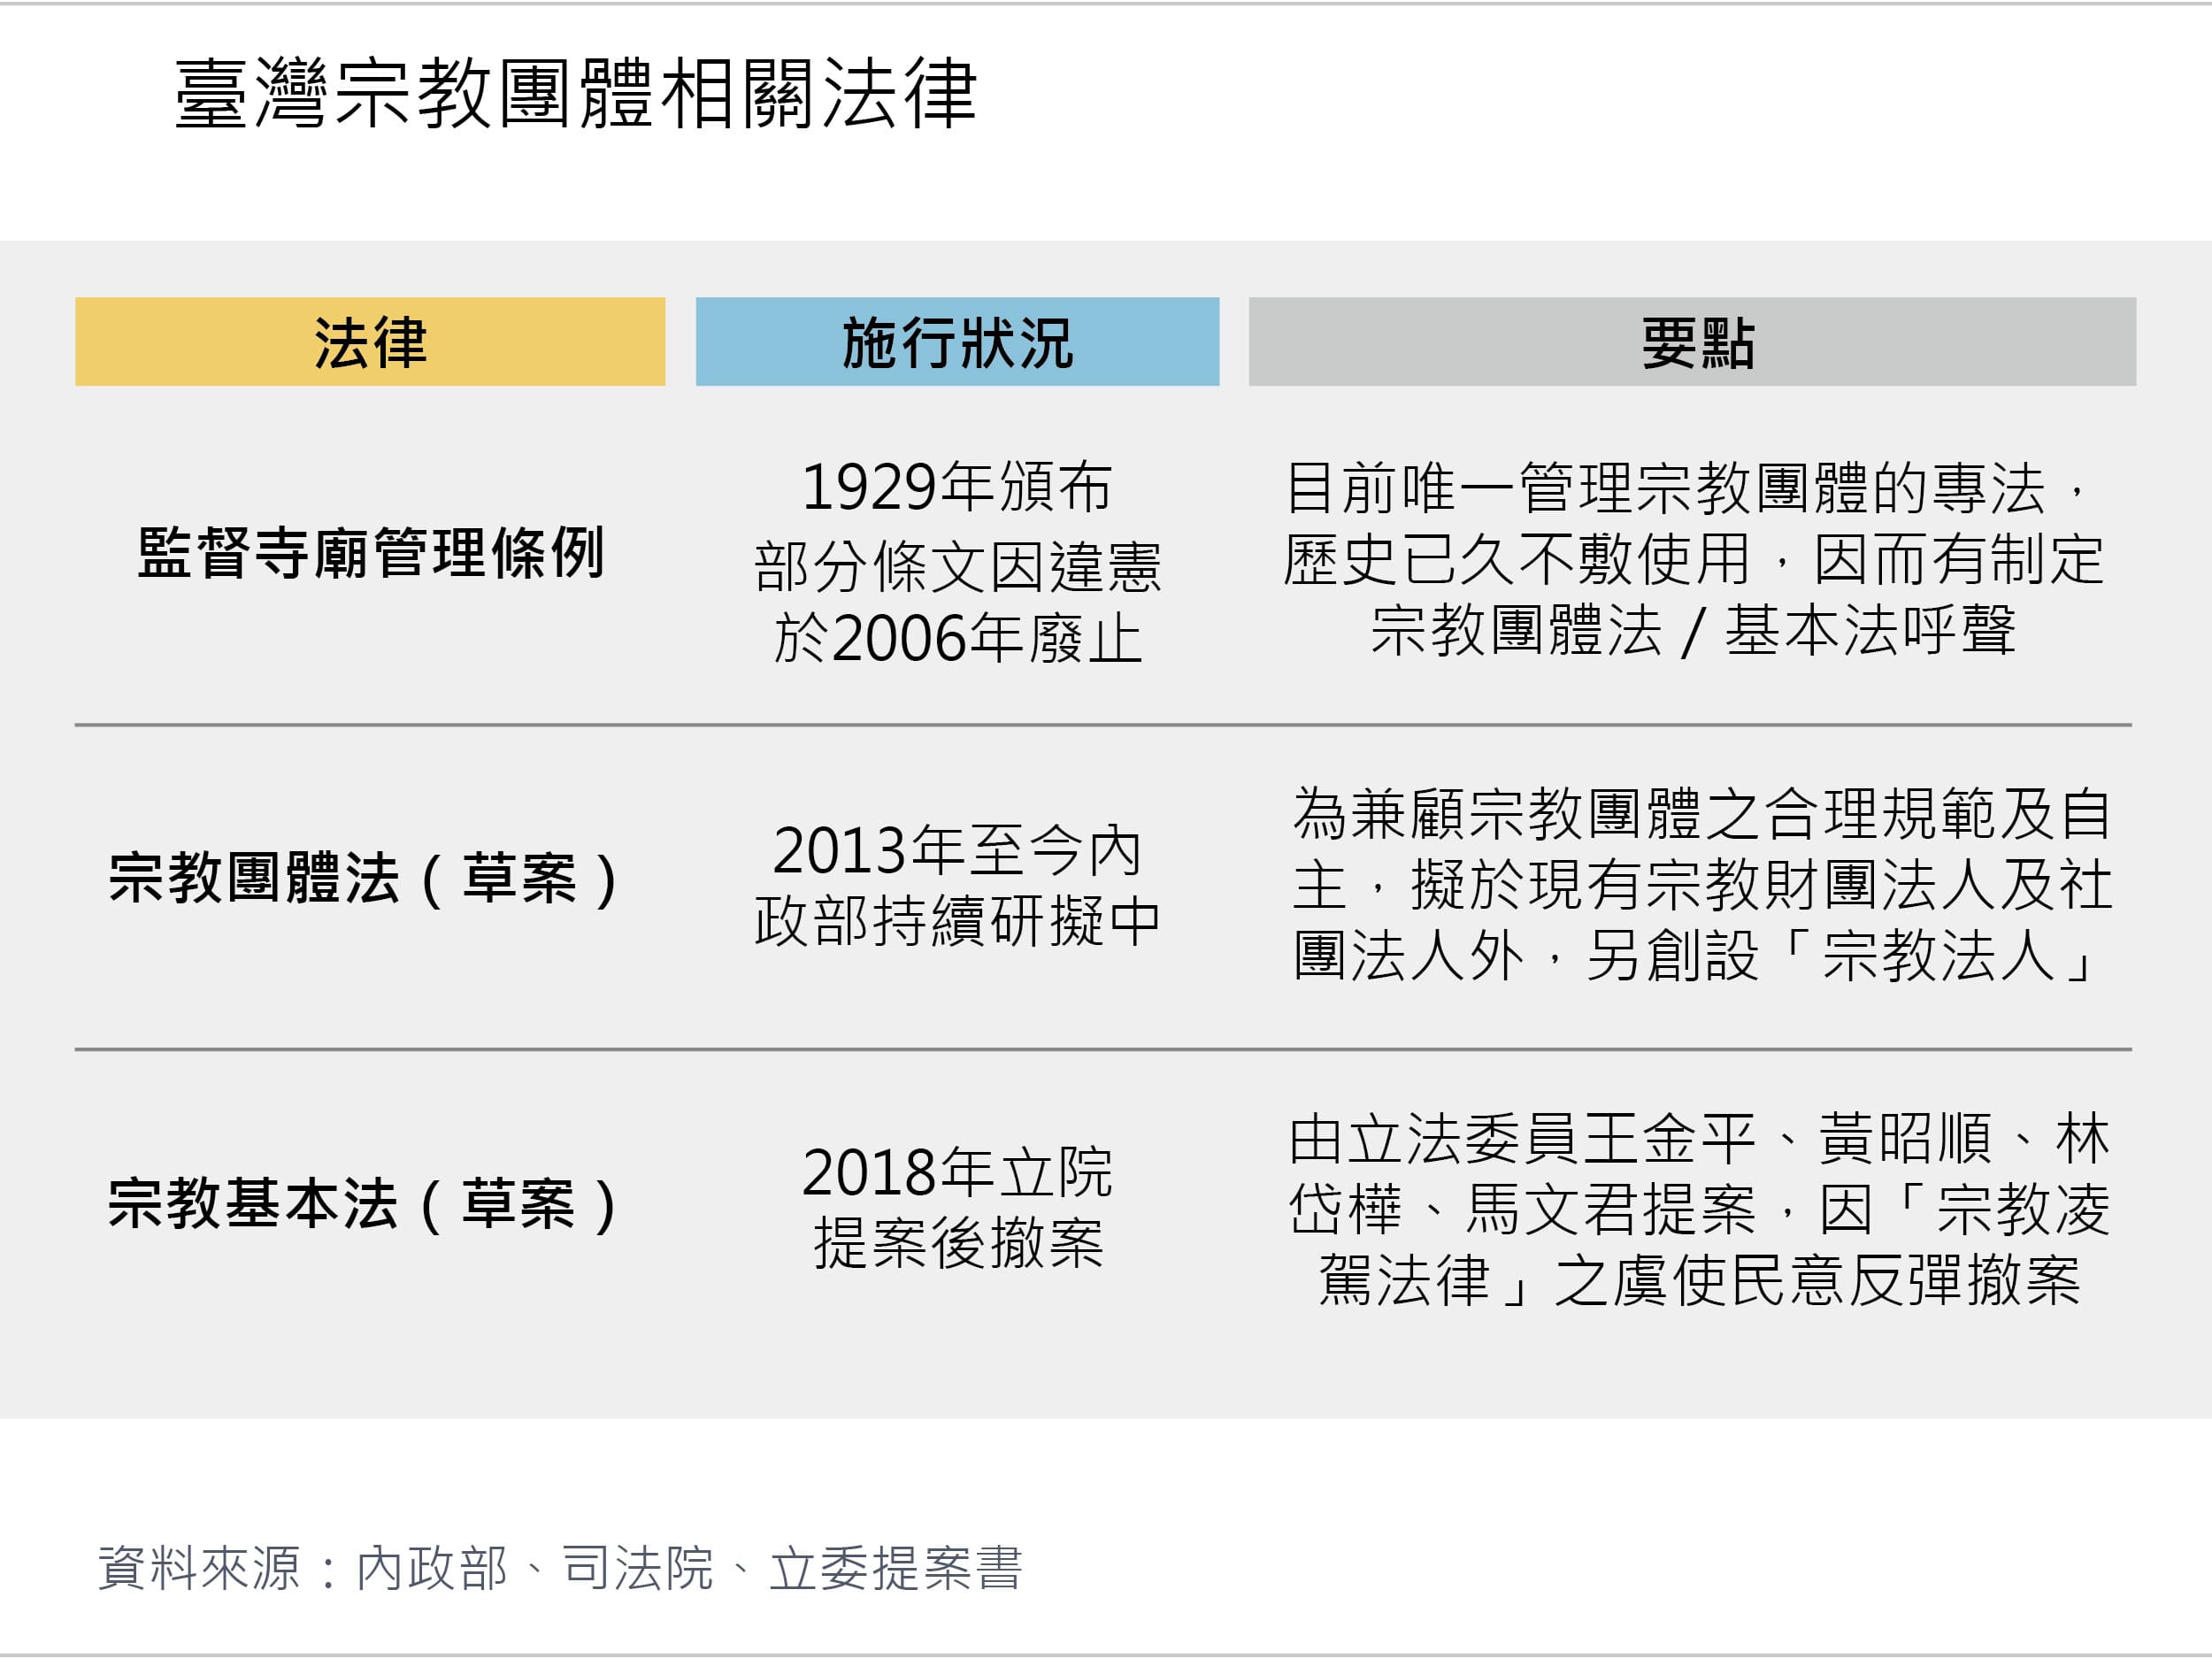 臺灣宗教團體相關法律
法律
施行狀況
要點
監督寺廟管理條例
1929年頒布
部分條文因違憲
於2006年廢止
目前唯一管理宗教團體的專法，
歷史已久不敷使用，因而有制定
宗教團體法 / 基本法呼聲
宗教團體法（草案）
2013年至今內
政部持續研擬中
為兼顧宗教團體之合理規範及自
主，擬於現有宗教財團法人及社
團法人外，另創設「宗教法人」
宗教基本法（草案）
2018年立院
提案後撤案
由立法委員王金平、黃昭順、林
岱樺、馬文君提案，因「宗教凌
駕法律」之虞使民意反彈撤案
資料來源：內政部、司法院、立委提案書